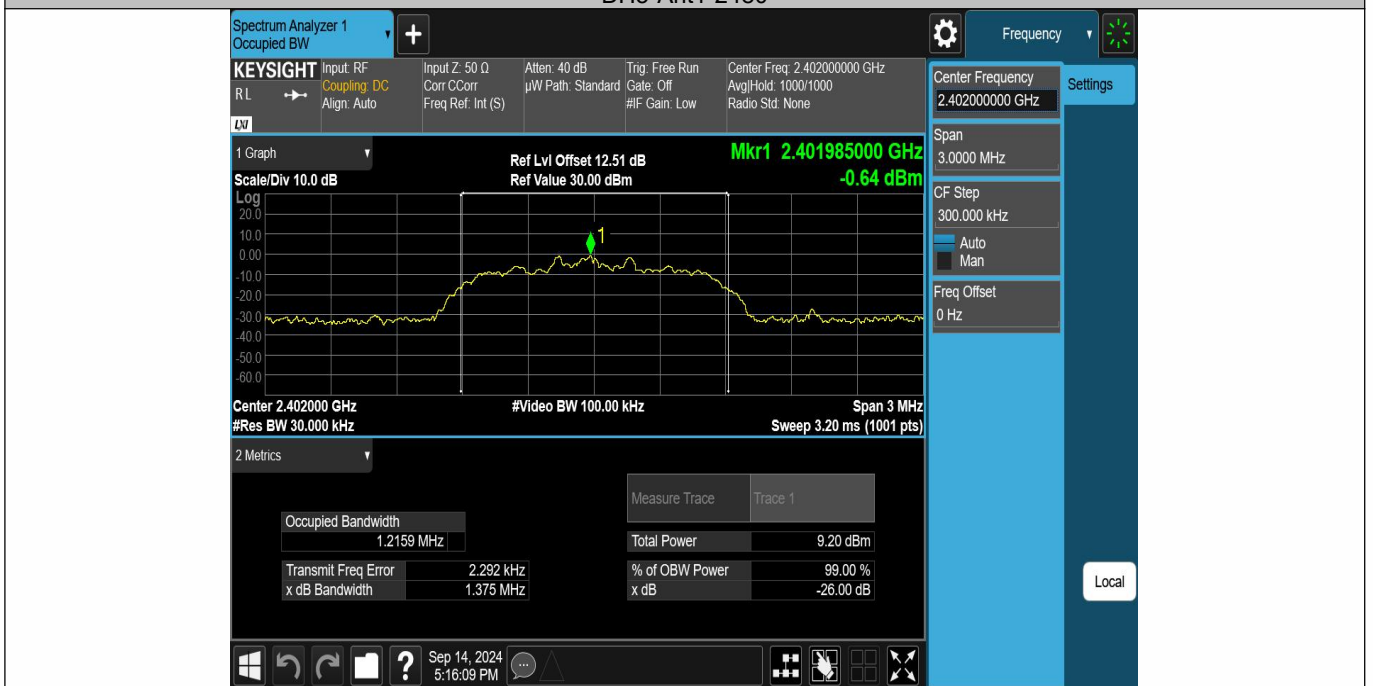 Spectrum Analyzer 1
Occupied BW
Frequency
KEYSIGHT
RL
LXI
Input: RF
Coupling: DC
Align: Auto
Input Z: 50 Ω
Corr CCorr
Freq Ref: Int (S)
Atten: 40 dB
µW Path: Standard
Trig: Free Run
Gate: Off
#IF Gain: Low
Center Freq: 2.402000000 GHz
Avg|Hold: 1000/1000
Radio Std: None
Center Frequency
2.402000000 GHz
Settings
Span
3.0000 MHz
CF Step
300.000 kHz
Auto
Man
Freq Offset
0 Hz
Local
1 Graph
Scale/Div 10.0 dB
Ref Lvl Offset 12.51 dB
Ref Value 30.00 dBm
Mkr1 2.401985000 GHz
-0.64 dBm
Log
20.0
10.0
0.00
-10.0
-20.0
-30.0
-40.0
-50.0
-60.0
1
Center 2.402000 GHz
#Video BW 100.00 kHz
Span 3 MHz
#Res BW 30.000 kHz
Sweep 3.20 ms (1001 pts)
2 Metrics
Measure Trace Trace 1
Occupied Bandwidth
1.2159 MHz
Total Power 9.20 dBm
Transmit Freq Error 2.292 kHz
% of OBW Power 99.00 %
x dB Bandwidth 1.375 MHz
x dB -26.00 dB
?
Sep 14, 2024
5:16:09 PM